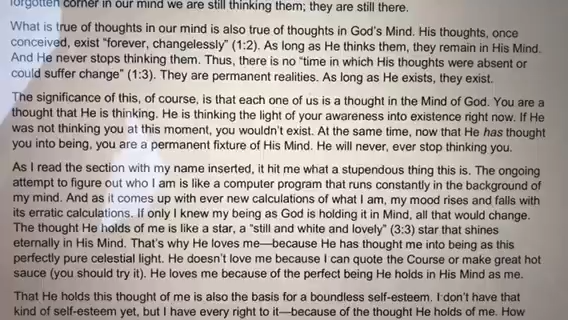 forgotten corner in our mind we are still thinking them; they are still there.
What is true of thoughts in our mind is also true of thoughts in God's Mind. His thoughts, once
conceived, exist "forever, changelessly" (1:2). As long as He thinks them, they remain in His Mind.
And He never stops thinking them. Thus, there is no "time in which His thoughts were absent or
could suffer change" (1:3). They are permanent realities. As long as He exists, they exist.
The significance of this, of course, is that each one of us is a thought in the Mind of God. You are a
thought that He is thinking. He is thinking the light of your awareness into existence right now. If He
was not thinking you at this moment, you wouldn't exist. At the same time, now that He has thought
you into being, you are a permanent fixture of His Mind. He will never, ever stop thinking you.
As I read the section with my name inserted, it hit me what a stupendous thing this is. The ongoing
attempt to figure out who I am is like a computer program that runs constantly in the background of
my mind. And as it comes up with ever new calculations of what I am, my mood rises and falls with
its erratic calculations. If only I knew my being as God is holding it in Mind, all that would change.
The thought He holds of me is like a star, a "still and white and lovely" (3:3) star that shines
eternally in His Mind. That's why He loves me—because He has thought me into being as this
perfectly pure celestial light. He doesn't love me because I can quote the Course or make great hot
sauce (you should try it). He loves me because of the perfect being He holds in His Mind as me.
That He holds this thought of me is also the basis for a boundless self-esteem. I don't have that
kind of self-esteem yet, but I have every right to it—because of the thought He holds of me. How